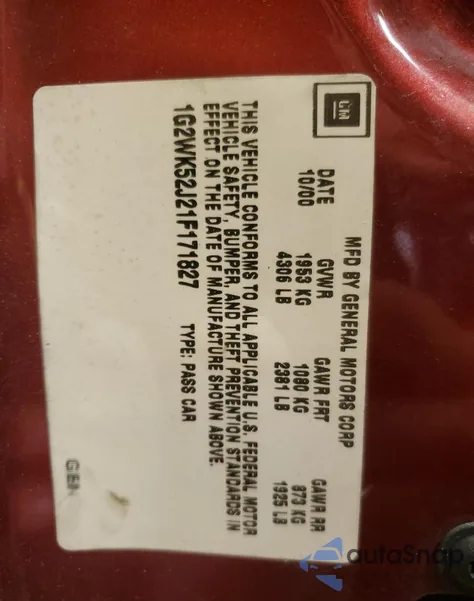 GM
MFD BY GENERAL MOTORS CORP
DATE GVWR GAWR FRT GAWR RR
10/00 1953 KG 1080 KG 873 KG
4306 LB 2381 LB 1925 LB
THIS VEHICLE CONFORMS TO ALL APPLICABLE U.S. FEDERAL MOTOR
VEHICLE SAFETY, BUMPER, AND THEFT PREVENTION STANDARDS IN
EFFECT ON THE DATE OF MANUFACTURE SHOWN ABOVE.
1G2WK52J21F171827 TYPE: PASS CAR
autoSnap